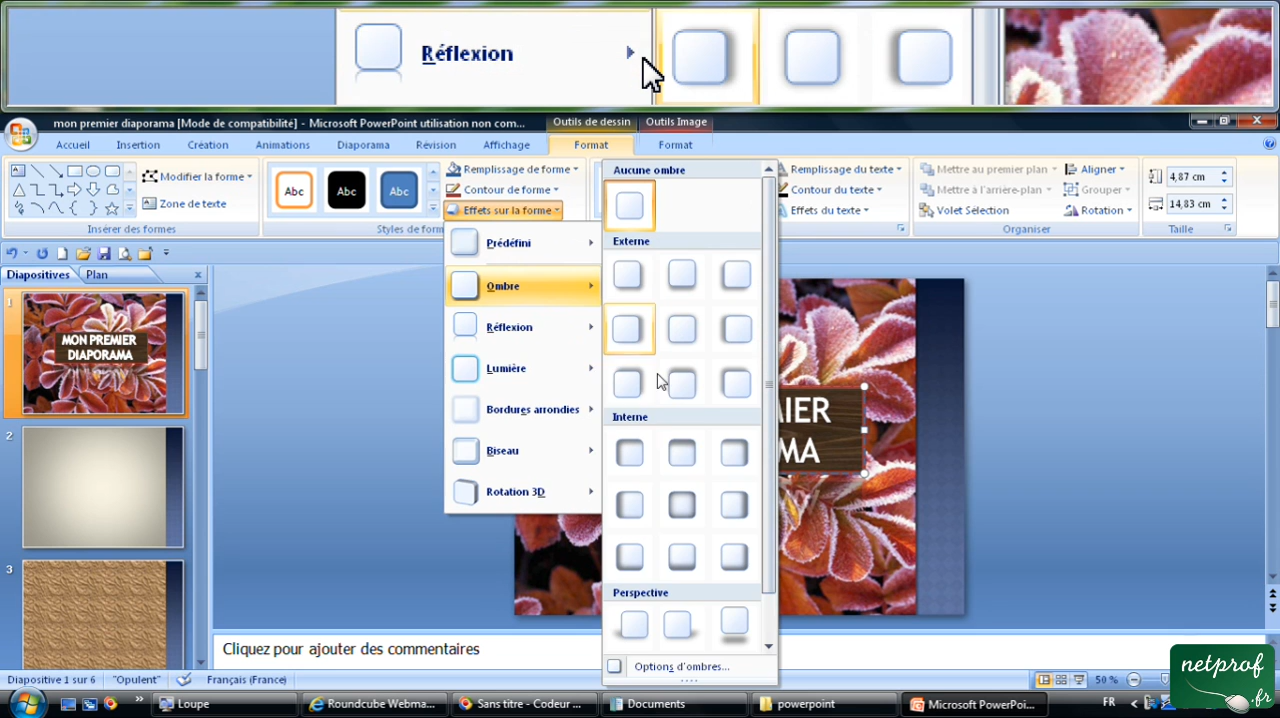 Réflexion
mon premier diaporama [Mode de compatibilité] - Microsoft PowerPoint utilisation non com...
Outils de dessin
Outils Image
Accueil
Insertion
Création
Animations
Diaporama
Révision
Affichage
Format
Format
Modifier la forme
Zone de texte
Insérer des formes
Abc
Abc
Abc
Styles de form
Remplissage de forme
Contour de forme
Effets sur la forme
Remplissage du texte
Contour du texte
Effets du texte
Mettre au premier plan
Mettre à l'arrière-plan
Volet Sélection
Aligner
Grouper
Rotation
Organiser
4,87 cm
14,83 cm
Taille
Diapositives
Plan
1
MON PREMIER
DIAPORAMA
2
3
Prédéfini
Ombre
Réflexion
Lumière
Bordures arrondies
Biseau
Rotation 3D
Aucune ombre
Externe
Interne
Perspective
Options d'ombres...
MIER
MA
Cliquez pour ajouter des commentaires
Diapositive 1 sur 6
"Opulent"
Français (France)
50 %
Loupe
Roundcube Webma...
Sans titre - Codeur ...
Documents
powerpoint
Microsoft PowerPoi...
FR
netprof
.fr